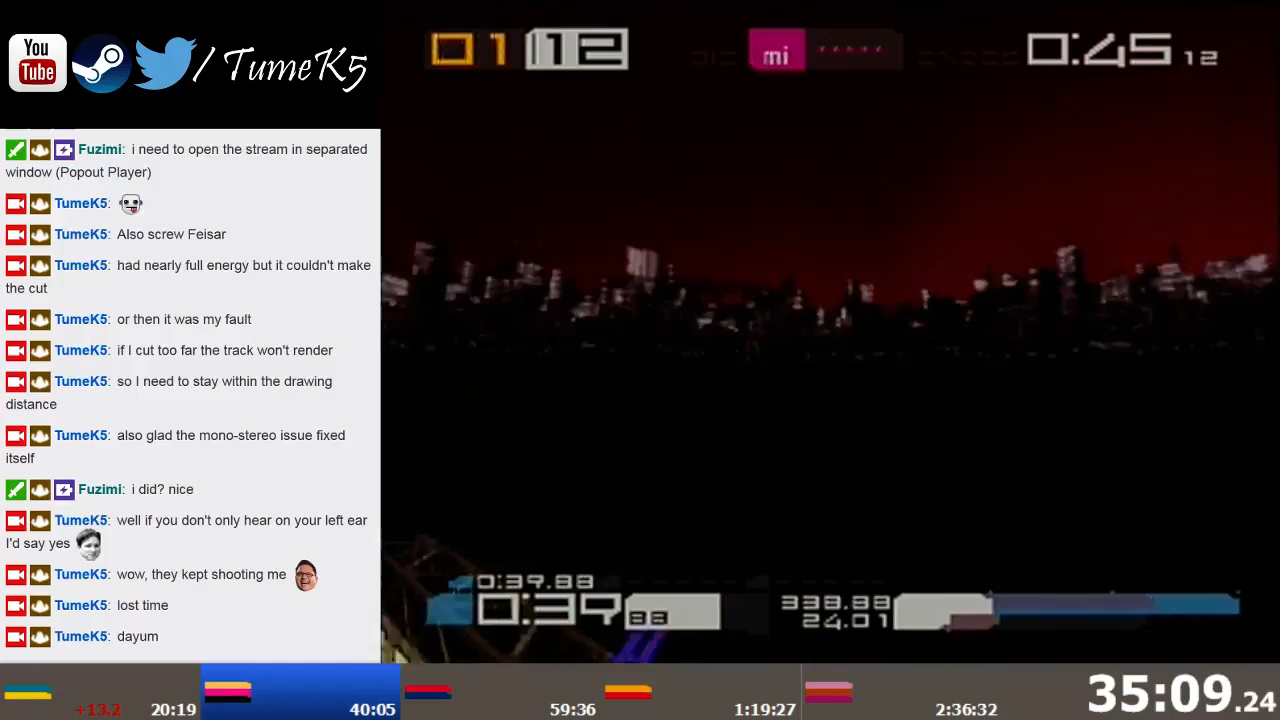 You
Tube
/ TumeK5
01 12
mi
0:45 12
Fuzimi: i need to open the stream in separated
window (Popout Player)
TumeK5:
TumeK5: Also screw Feisar
TumeK5: had nearly full energy but it couldn't make
the cut
TumeK5: or then it was my fault
TumeK5: if I cut too far the track won't render
TumeK5: so I need to stay within the drawing
distance
TumeK5: also glad the mono-stereo issue fixed
itself
Fuzimi: i did? nice
TumeK5: well if you don't only hear on your left ear
I'd say yes
TumeK5: wow, they kept shooting me
TumeK5: lost time
TumeK5: dayum
0:39.88
0:39 88
338.88
24.01
+13.2 20:19
40:05
59:36
1:19:27
2:36:32
35:09.24